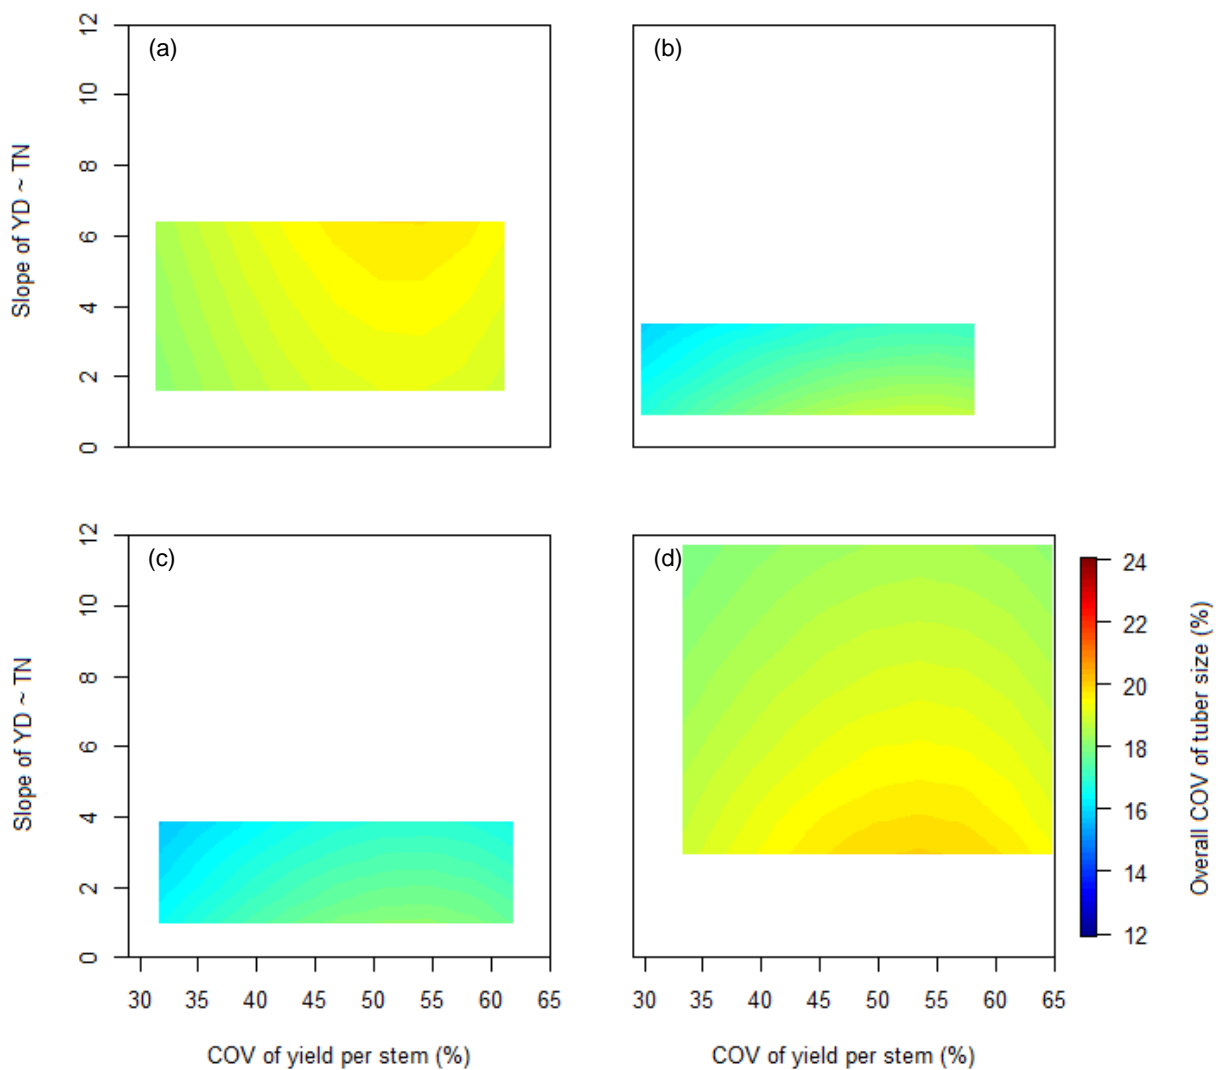 (a)
(b)
12
10
8
6
4
2
0
Slope of YD ~ TN
(c)
(d)
12
10
8
6
4
2
0
Slope of YD ~ TN
30 35 40 45 50 55 60 65
30 35 40 45 50 55 60 65
COV of yield per stem (%)
COV of yield per stem (%)
24
22
20
18
16
14
12
Overall COV of tuber size (%)